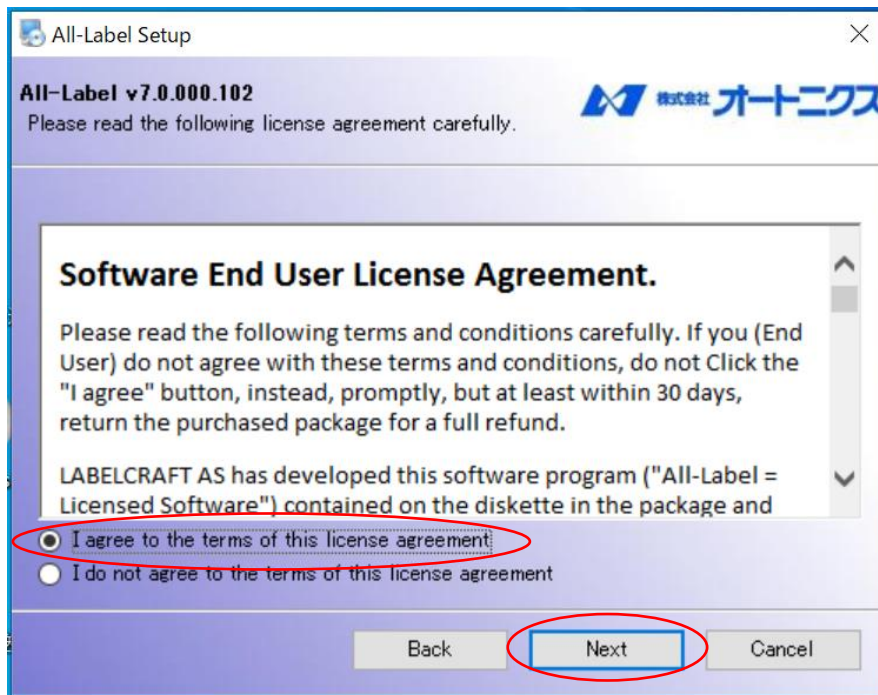 All-Label Setup
All-Label v7.0.000.102
Please read the following license agreement carefully.
株式会社 オートニクス
Software End User License Agreement.
Please read the following terms and conditions carefully. If you (End
User) do not agree with these terms and conditions, do not Click the
"I agree" button, instead, promptly, but at least within 30 days,
return the purchased package for a full refund.
LABELCRAFT AS has developed this software program ("All-Label =
Licensed Software") contained on the diskette in the package and
I agree to the terms of this license agreement
I do not agree to the terms of this license agreement
Back
Next
Cancel